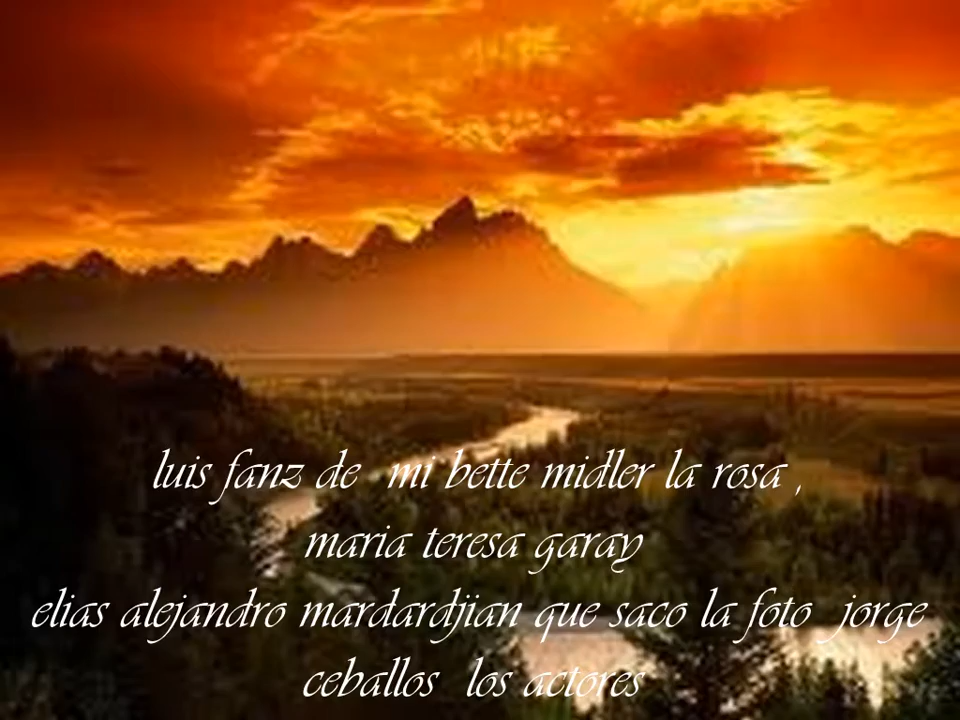 luis fanz de mi bette midler la rosa ,
maria teresa garay
elias alejandro mardardjian que saco la foto jorge
ceballos los actores